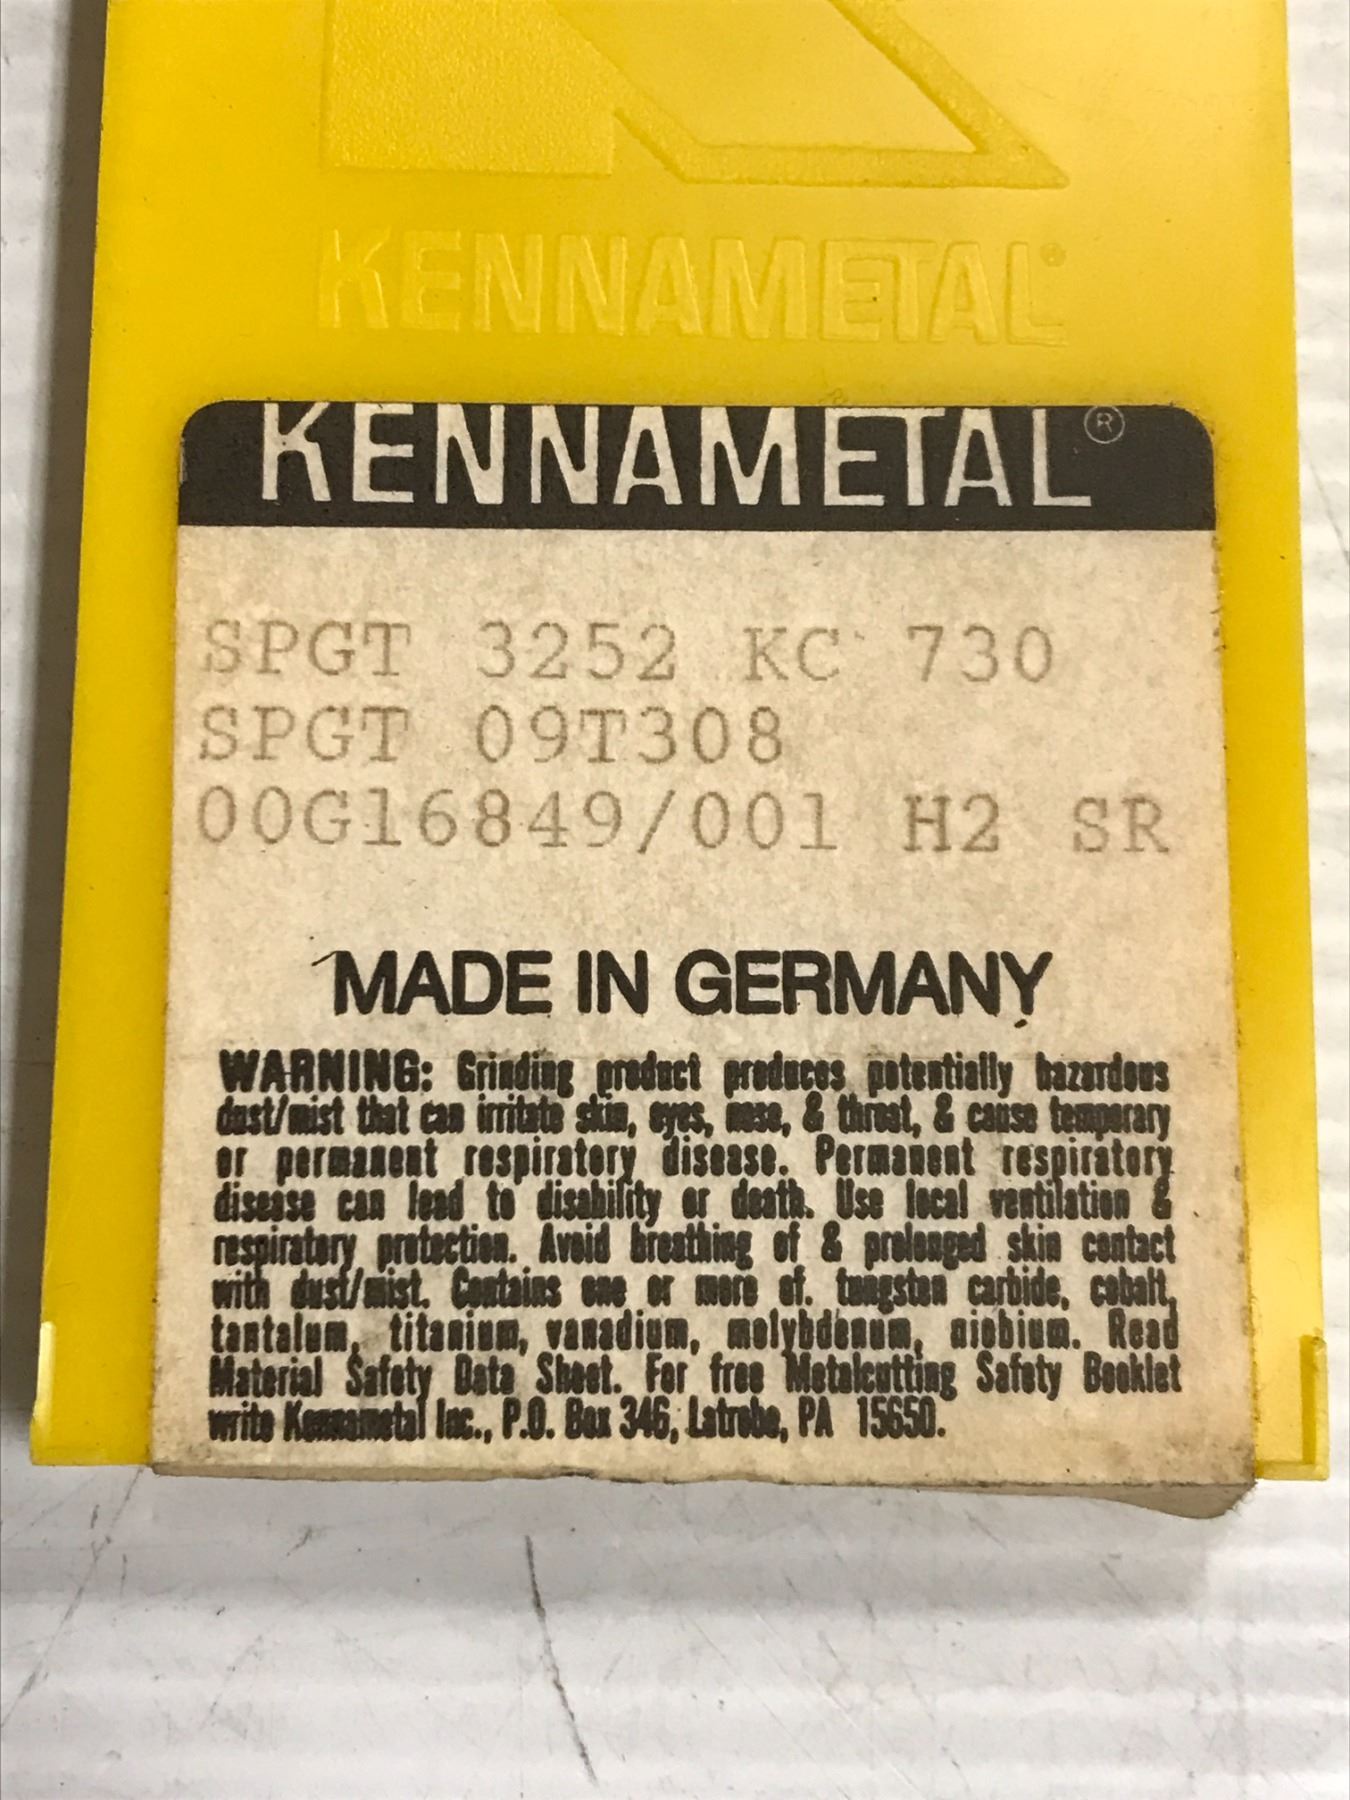 KENNAMETAL®
KENNAMETAL®
SPGT 3252 KC 730
SPGT 09T308
00G16849/001 H2 SR
MADE IN GERMANY
WARNING: Grinding product produces potentially hazardous
dust/mist that can irritate skin, eyes, nose, & throat, & cause temporary
or permanent respiratory disease. Permanent respiratory
disease can lead to disability or death. Use local ventilation &
respiratory protection. Avoid breathing of & prolonged skin contact
with dust/mist. Contains one or more of. tungsten carbide, cobalt,
tantalum, titanium, vanadium, molybdenum, niobium. Read
Material Safety Data Sheet. For free Metalcutting Safety Booklet
write Kennametal Inc., P.O. Box 346, Latrobe, PA 15650.